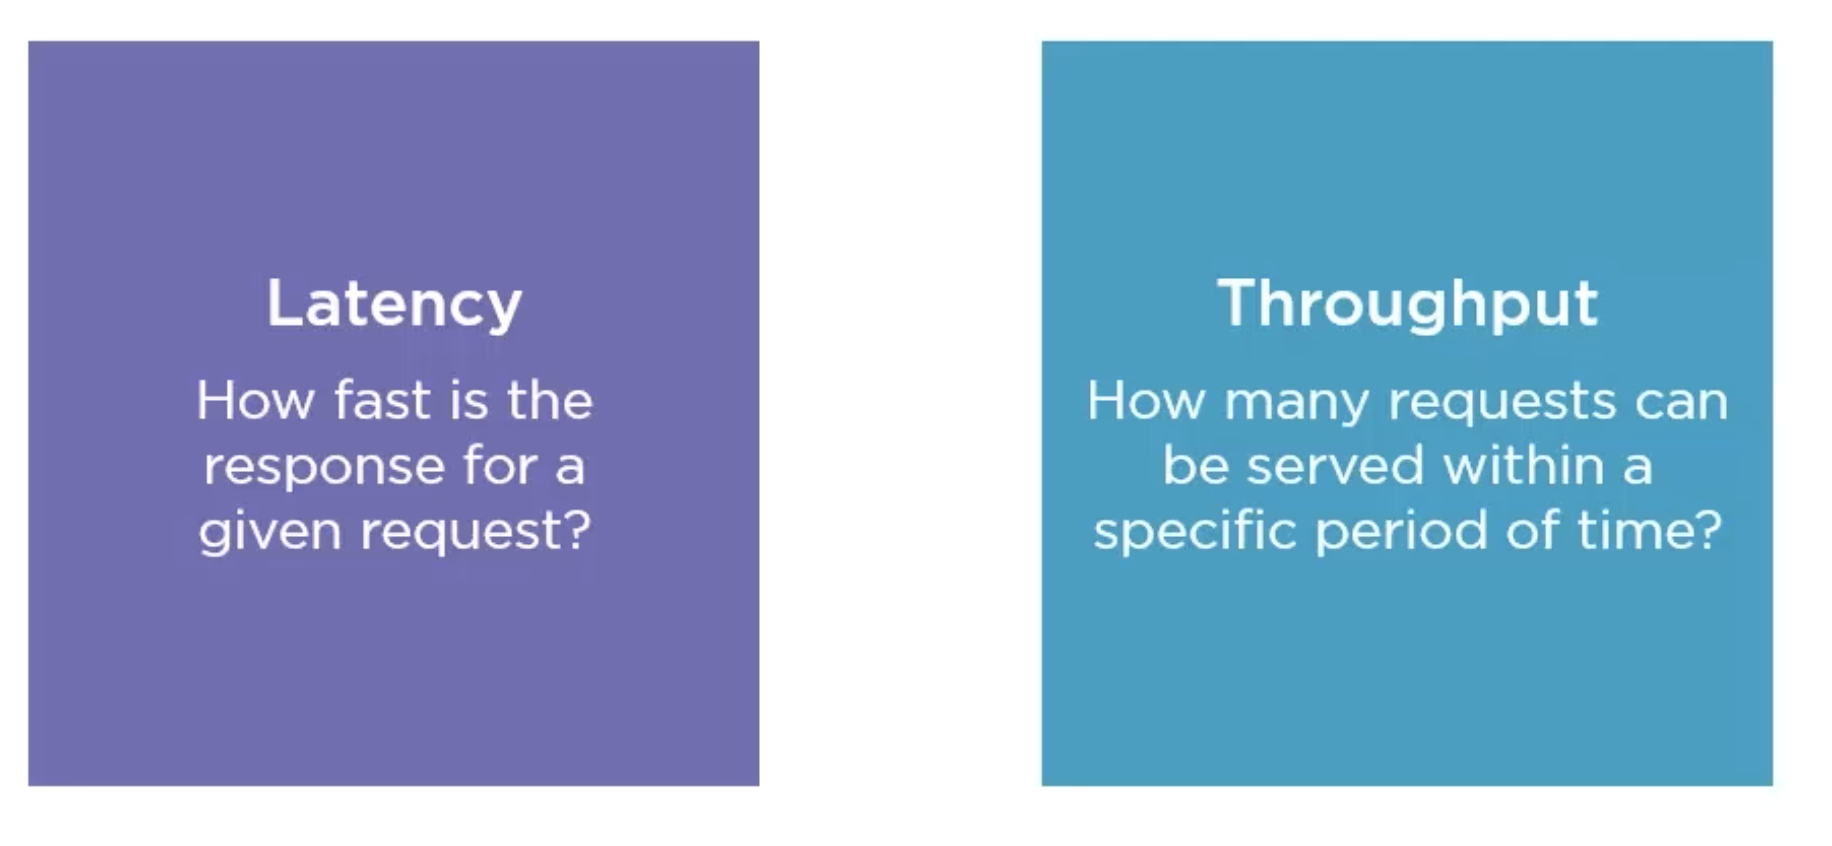 Latency
How fast is the
response for a
given request?
Throughput
How many requests can
be served within a
specific period of time?